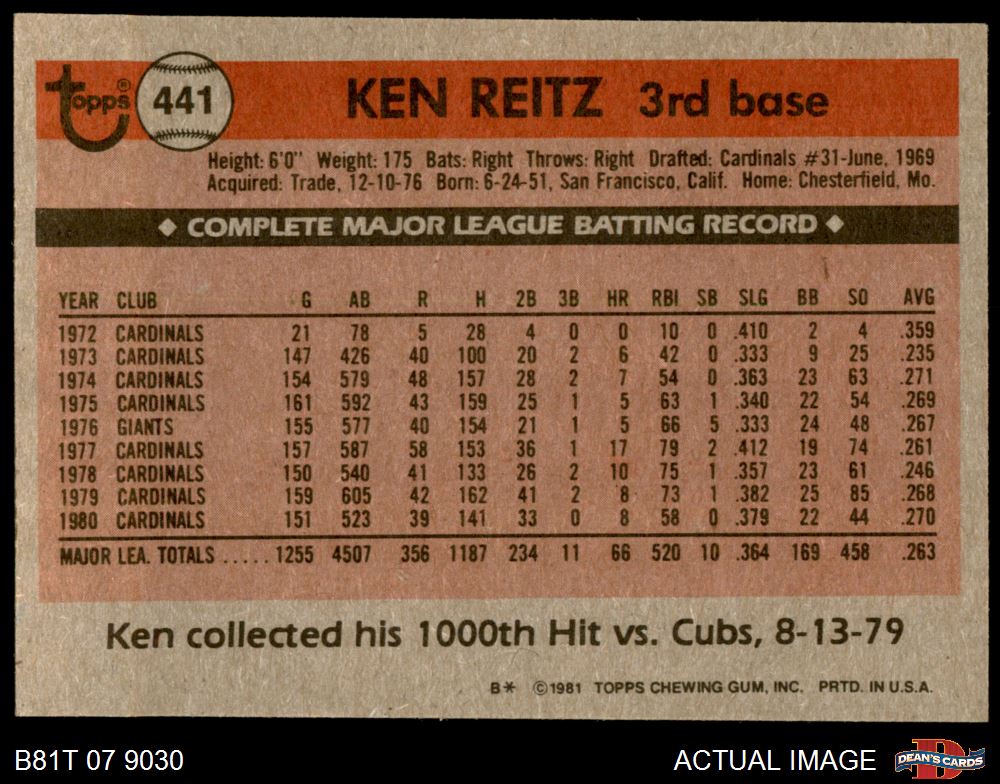 topps® 441 KEN REITZ 3rd base
Height: 6'0" Weight: 175 Bats: Right Throws: Right Drafted: Cardinals #31-June, 1969
Acquired: Trade, 12-10-76 Born: 6-24-51, San Francisco, Calif. Home: Chesterfield, Mo.
◆ COMPLETE MAJOR LEAGUE BATTING RECORD ◆
YEAR CLUB G AB R H 2B 3B HR RBI SB SLG BB SO AVG
1972 CARDINALS 21 78 5 28 4 0 0 10 0 .410 2 4 .359
1973 CARDINALS 147 426 40 100 20 2 6 42 0 .333 9 25 .235
1974 CARDINALS 154 579 48 157 28 2 7 54 0 .363 23 63 .271
1975 CARDINALS 161 592 43 159 25 1 5 63 1 .340 22 54 .269
1976 GIANTS 155 577 40 154 21 1 5 66 5 .333 24 48 .267
1977 CARDINALS 157 587 58 153 36 1 17 79 2 .412 19 74 .261
1978 CARDINALS 150 540 41 133 26 2 10 75 1 .357 23 61 .246
1979 CARDINALS 159 605 42 162 41 2 8 73 1 .382 25 85 .268
1980 CARDINALS 151 523 39 141 33 0 8 58 0 .379 22 44 .270
MAJOR LEA. TOTALS ..... 1255 4507 356 1187 234 11 66 520 10 .364 169 458 .263
Ken collected his 1000th Hit vs. Cubs, 8-13-79
B* ©1981 TOPPS CHEWING GUM, INC. PRTD. IN U.S.A.
B81T 07 9030 ACTUAL IMAGE DEAN'S CARDS